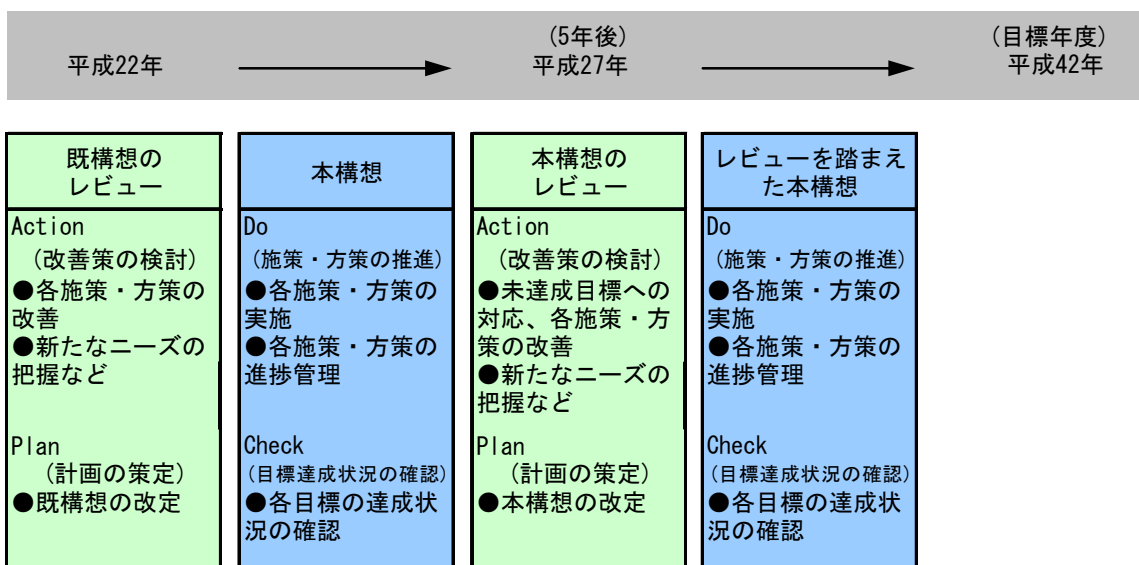 (5年後)
(目標年度)
平成22年
平成27年
平成42年
既構想の
レビュー
Action
(改善策の検討)
●各施策・方策の
改善
●新たなニーズの
把握など
Plan
(計画の策定)
●既構想の改定
本構想
Do
(施策・方策の推進)
●各施策・方策の
実施
●各施策・方策の
進捗管理
Check
(目標達成状況の確認)
●各目標の達成状
況の確認
本構想の
レビュー
Action
(改善策の検討)
●未達成目標への
対応、各施策・方
策の改善
●新たなニーズの
把握など
Plan
(計画の策定)
●本構想の改定
レビューを踏まえ
た本構想
Do
(施策・方策の推進)
●各施策・方策の
実施
●各施策・方策の
進捗管理
Check
(目標達成状況の確認)
●各目標の達成状
況の確認